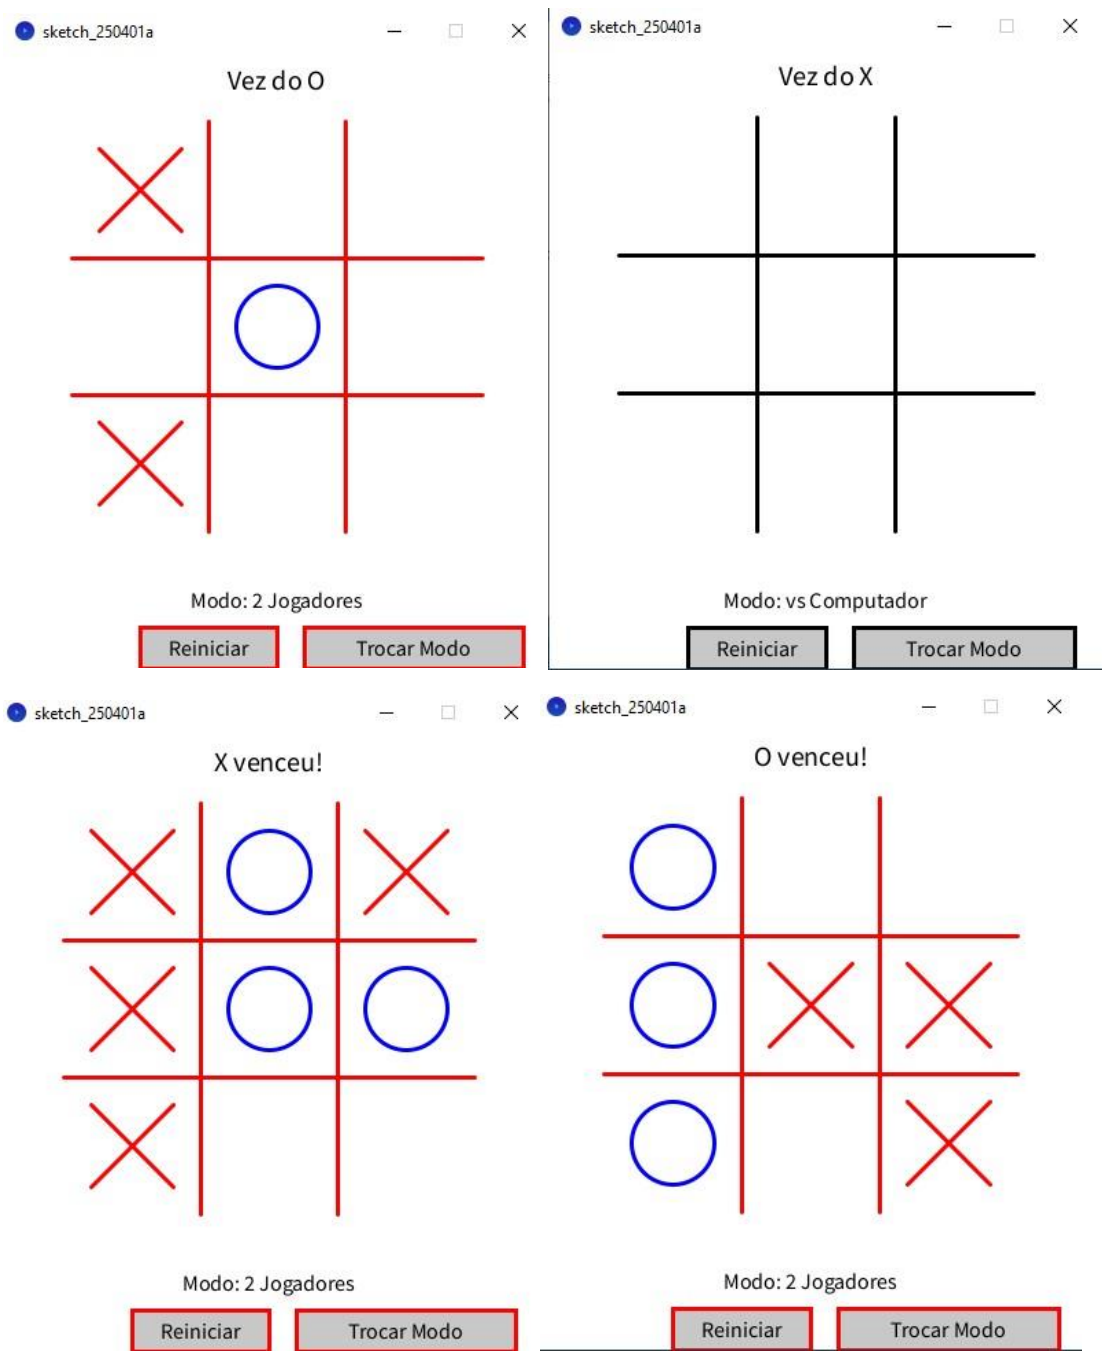 sketch_250401a
Vez do O
Modo: 2 Jogadores
Reiniciar
Trocar Modo
sketch_250401a
Vez do X
Modo: vs Computador
Reiniciar
Trocar Modo
sketch_250401a
X venceu!
Modo: 2 Jogadores
Reiniciar
Trocar Modo
sketch_250401a
O venceu!
Modo: 2 Jogadores
Reiniciar
Trocar Modo